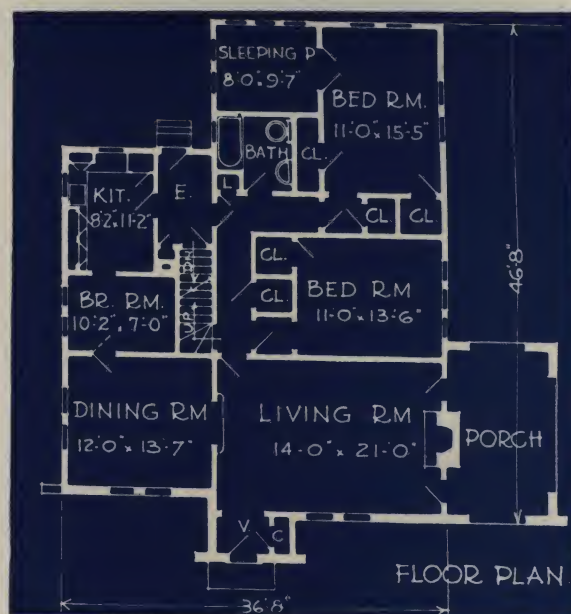 SLEEPING P
8'0"x 9'-7"
BED RM.
11'-0"x 15'-5"
BATH
CL.
L
KIT.
8'2"x 11'-2"
E.
CL.
CL.
CL.
CL.
BED RM
11'-0"x 13'-6"
46'-8"
BR. RM.
10'2" x 7'-0"
UP
DN
DINING RM
12'-0"x 13'-7"
LIVING RM
14'-0" x 21'-0"
PORCH
V.
C
FLOOR PLAN
36'8"